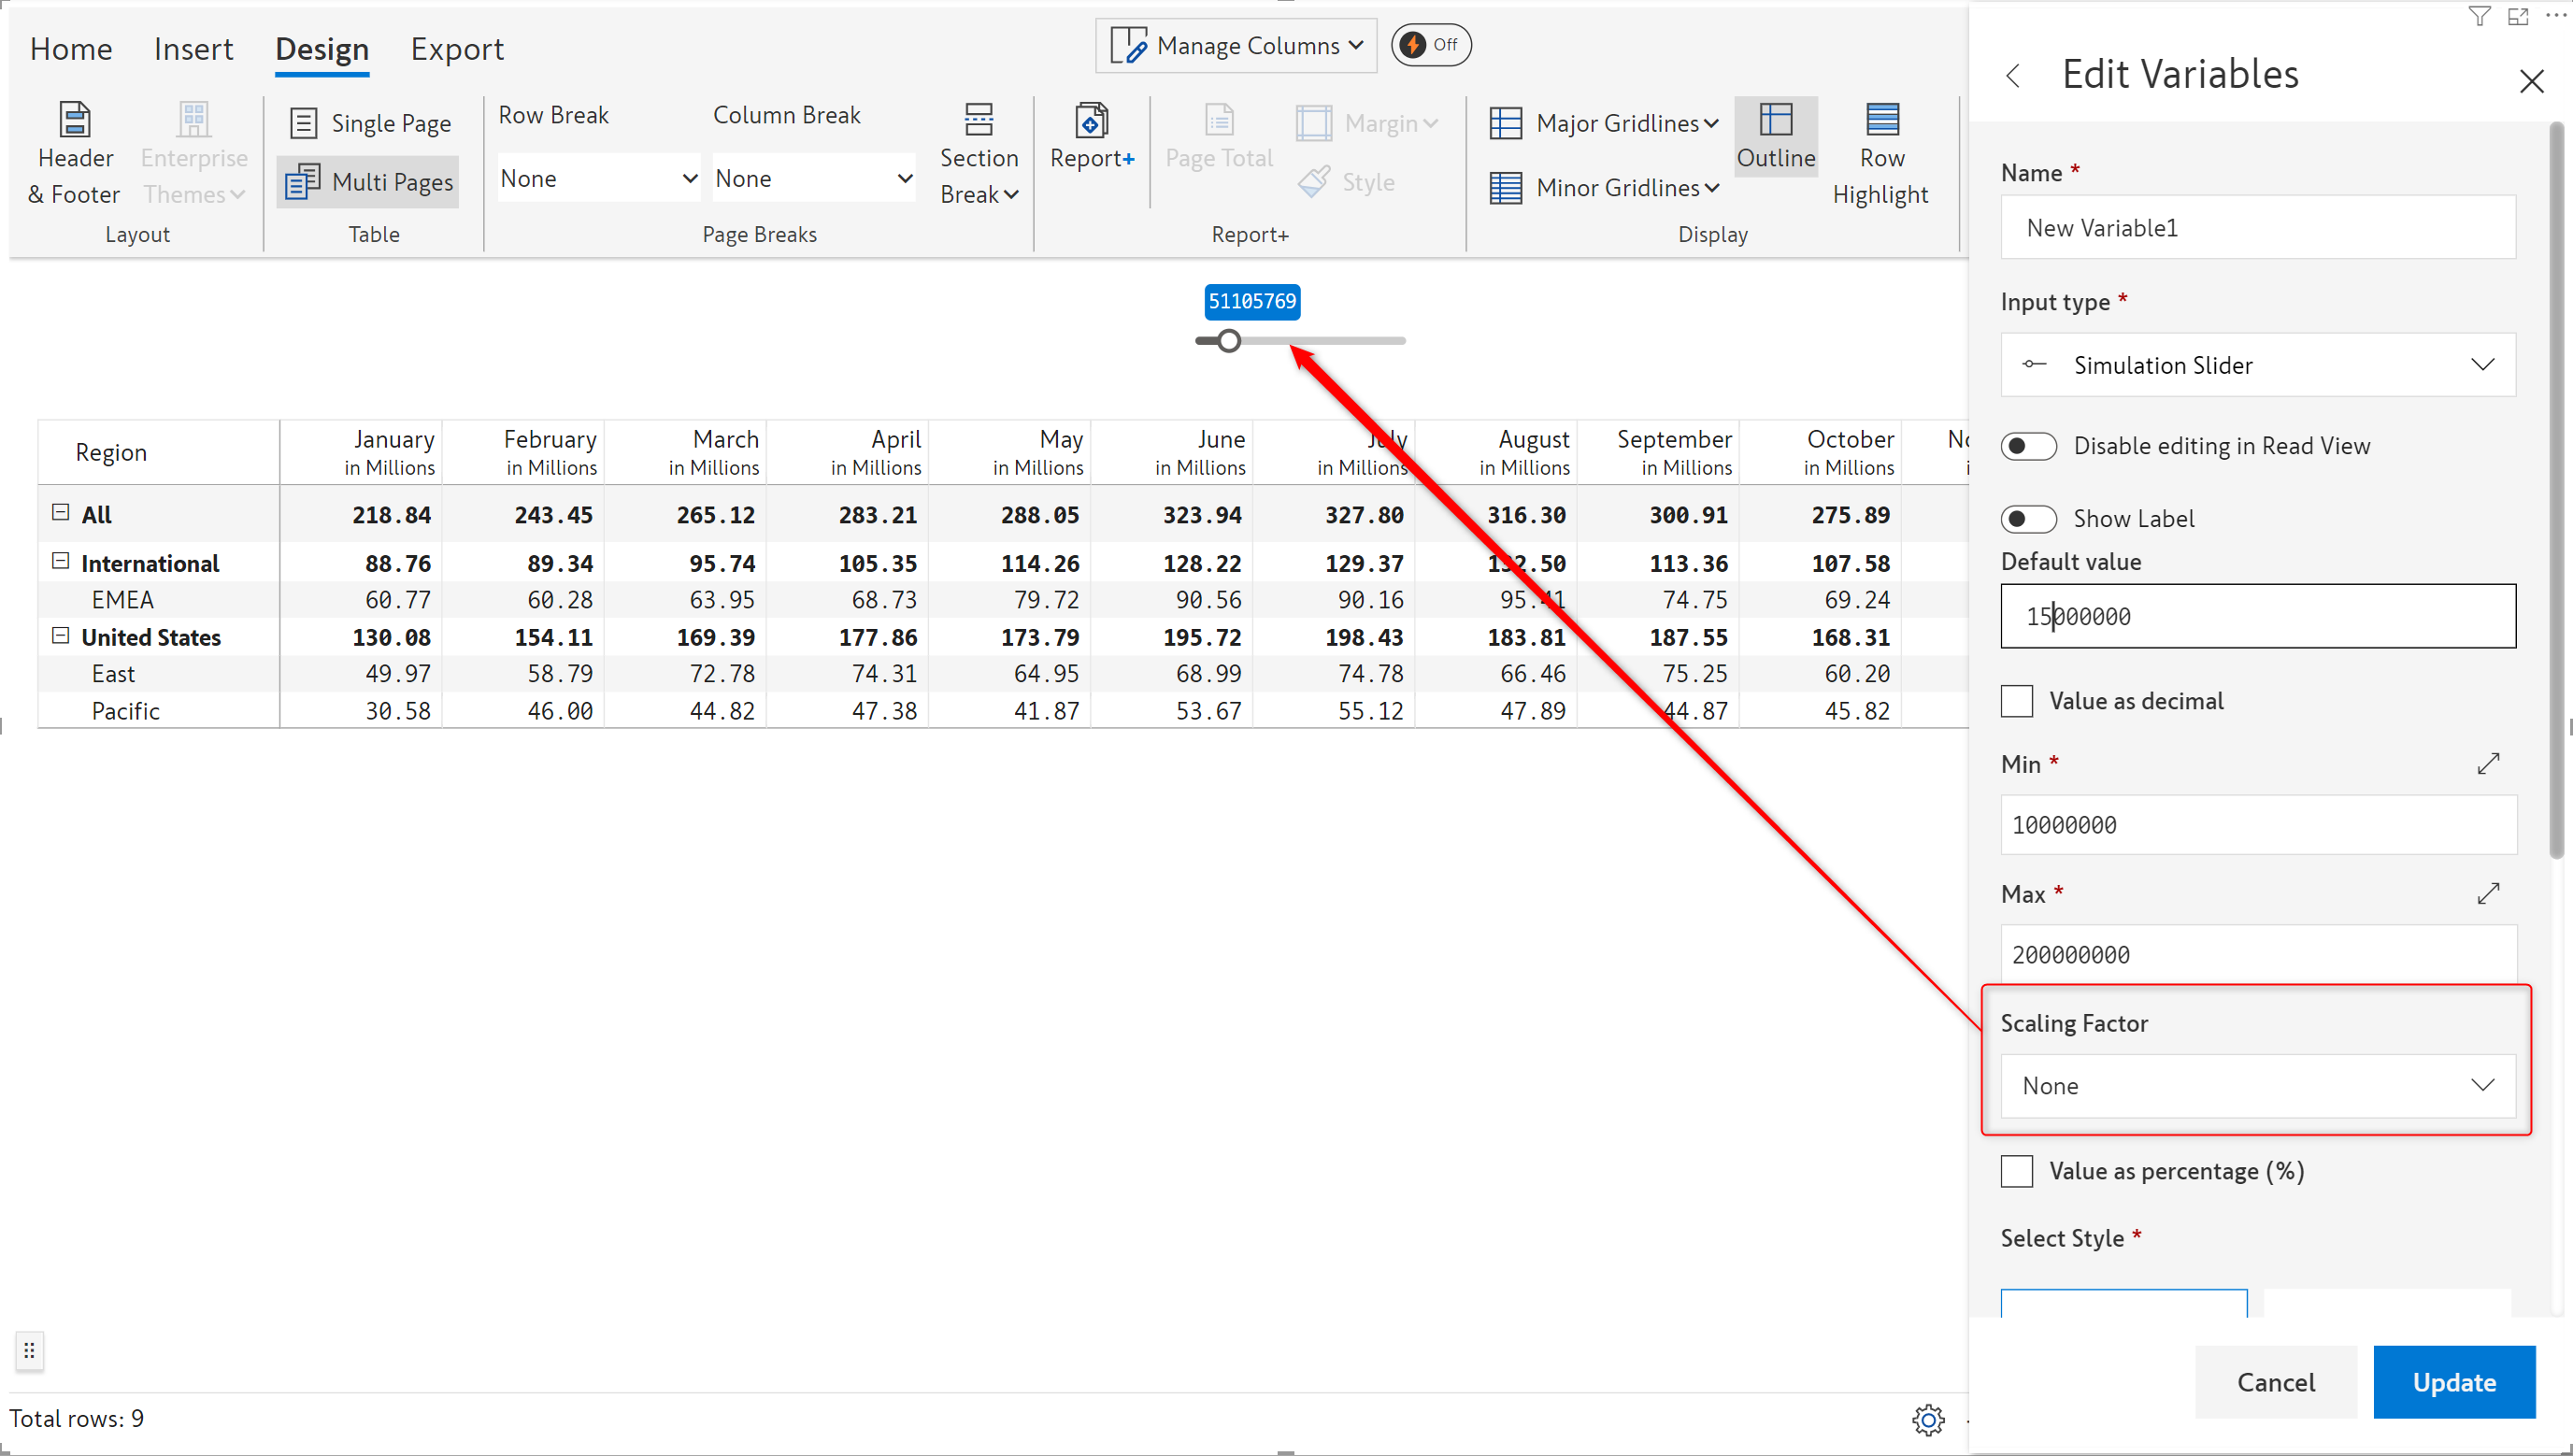 Home Insert Design Export
Manage Columns Off
Header & Footer
Enterprise Themes
Layout
Single Page
Multi Pages
Table
Row Break Column Break
None None
Section Break
Page Breaks
Report+
Page Total
Margin
Style
Report+
Major Gridlines
Minor Gridlines
Outline
Row Highlight
Display
51105769
Region January February March April May June July August September October
in Millions in Millions in Millions in Millions in Millions in Millions in Millions in Millions in Millions in Millions
All 218.84 243.45 265.12 283.21 288.05 323.94 327.80 316.30 300.91 275.89
International 88.76 89.34 95.74 105.35 114.26 128.22 129.37 132.50 113.36 107.58
EMEA 60.77 60.28 63.95 68.73 79.72 90.56 90.16 95.41 74.75 69.24
United States 130.08 154.11 169.39 177.86 173.79 195.72 198.43 183.81 187.55 168.31
East 49.97 58.79 72.78 74.31 64.95 68.99 74.78 66.46 75.25 60.20
Pacific 30.58 46.00 44.82 47.38 41.87 53.67 55.12 47.89 44.87 45.82
Total rows: 9
Edit Variables
Name *
New Variable1
Input type *
Simulation Slider
Disable editing in Read View
Show Label
Default value
15000000
Value as decimal
Min *
10000000
Max *
200000000
Scaling Factor
None
Value as percentage (%)
Select Style *
Cancel Update